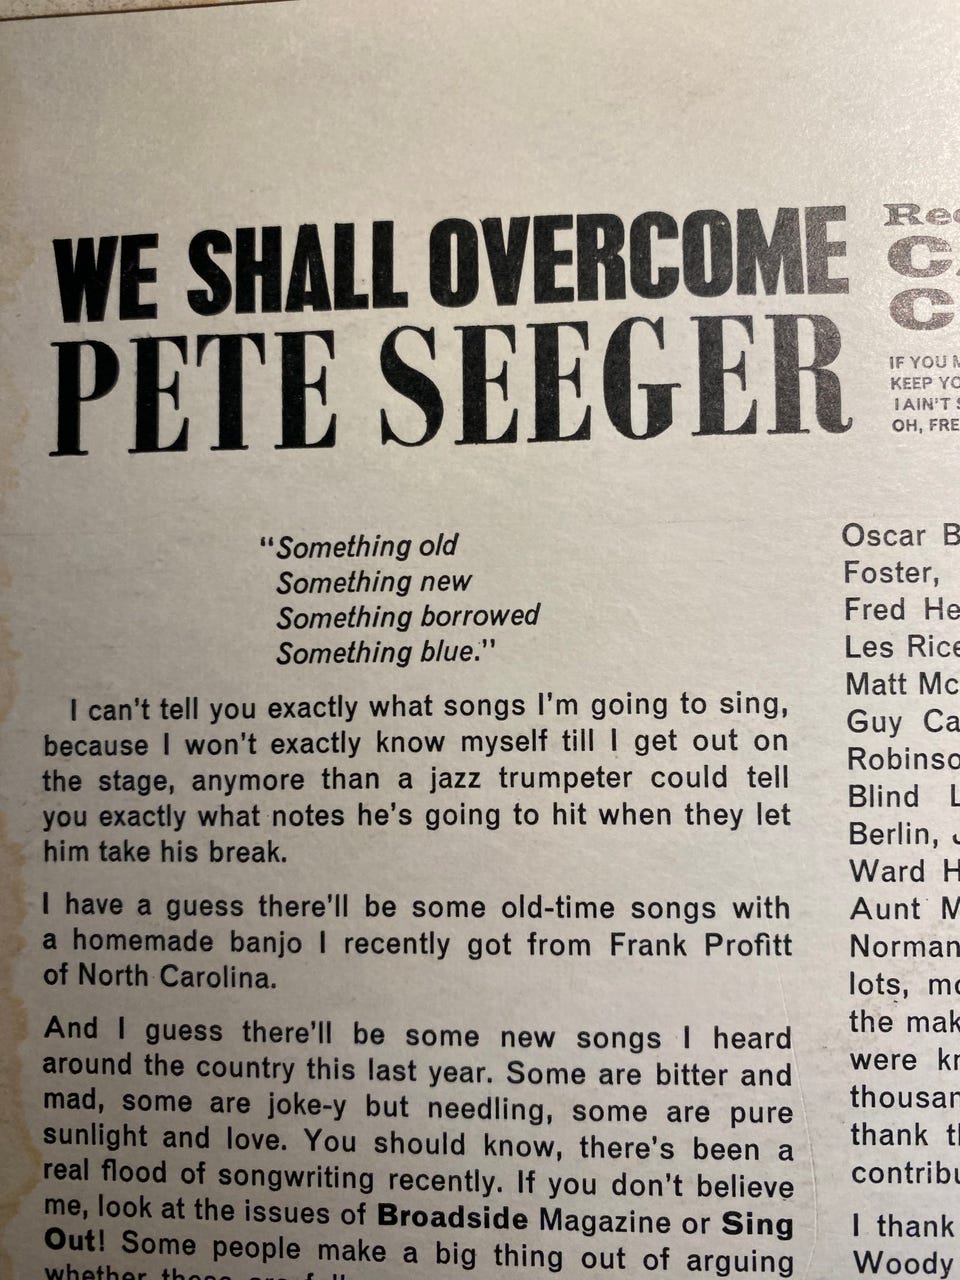 WE SHALL OVERCOME
PETE SEEGER
"Something old
Something new
Something borrowed
Something blue."
I can't tell you exactly what songs I'm going to sing,
because I won't exactly know myself till I get out on
the stage, anymore than a jazz trumpeter could tell
you exactly what notes he's going to hit when they let
him take his break.
I have a guess there'll be some old-time songs with
a homemade banjo I recently got from Frank Profitt
of North Carolina.
And I guess there'll be some new songs I heard
around the country this last year. Some are bitter and
mad, some are joke-y but needling, some are pure
sunlight and love. You should know, there's been a
real flood of songwriting recently. If you don't believe
me, look at the issues of Broadside Magazine or Sing
Out! Some people make a big thing out of arguing
whether
IF YOU
KEEP
I AIN'T
OH,
Oscar
Foster,
Fred
Les
Matt
Guy
Blind
Berlin,
Ward
Aunt
Norman
lots,
the
were
thank
I thank
Woody